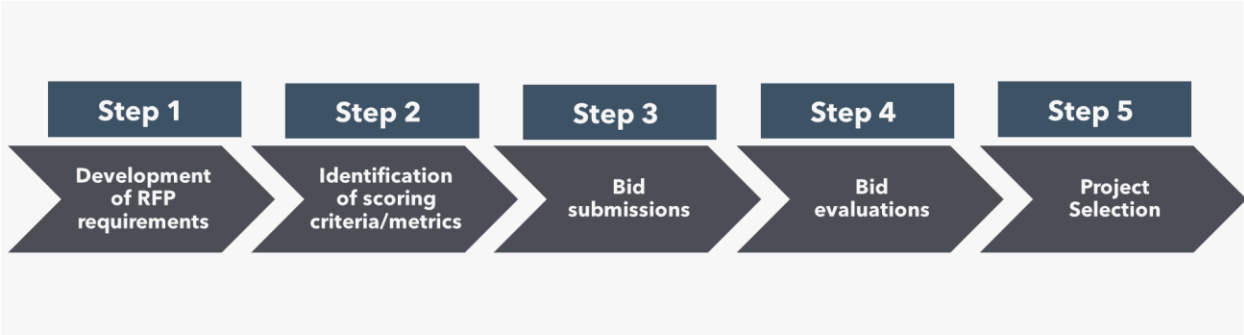 Step 1
Development
of RFP
requirements
Step 2
Identification
of scoring
criteria/metrics
Step 3
Bid
submissions
Step 4
Bid
evaluations
Step 5
Project
Selection